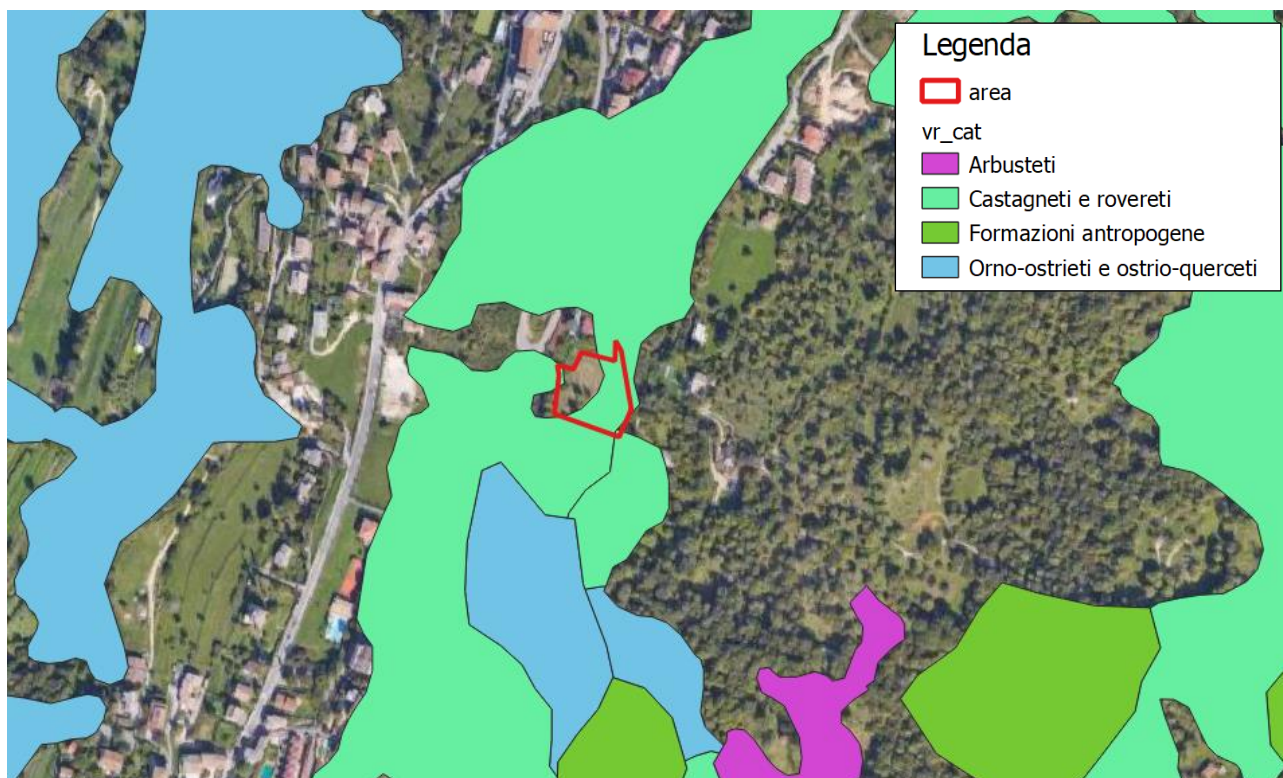 Legenda
area
vr_cat
Arbusteti
Castagneti e rovereti
Formazioni antropogene
Orno-ostrieti e ostrio-querceti